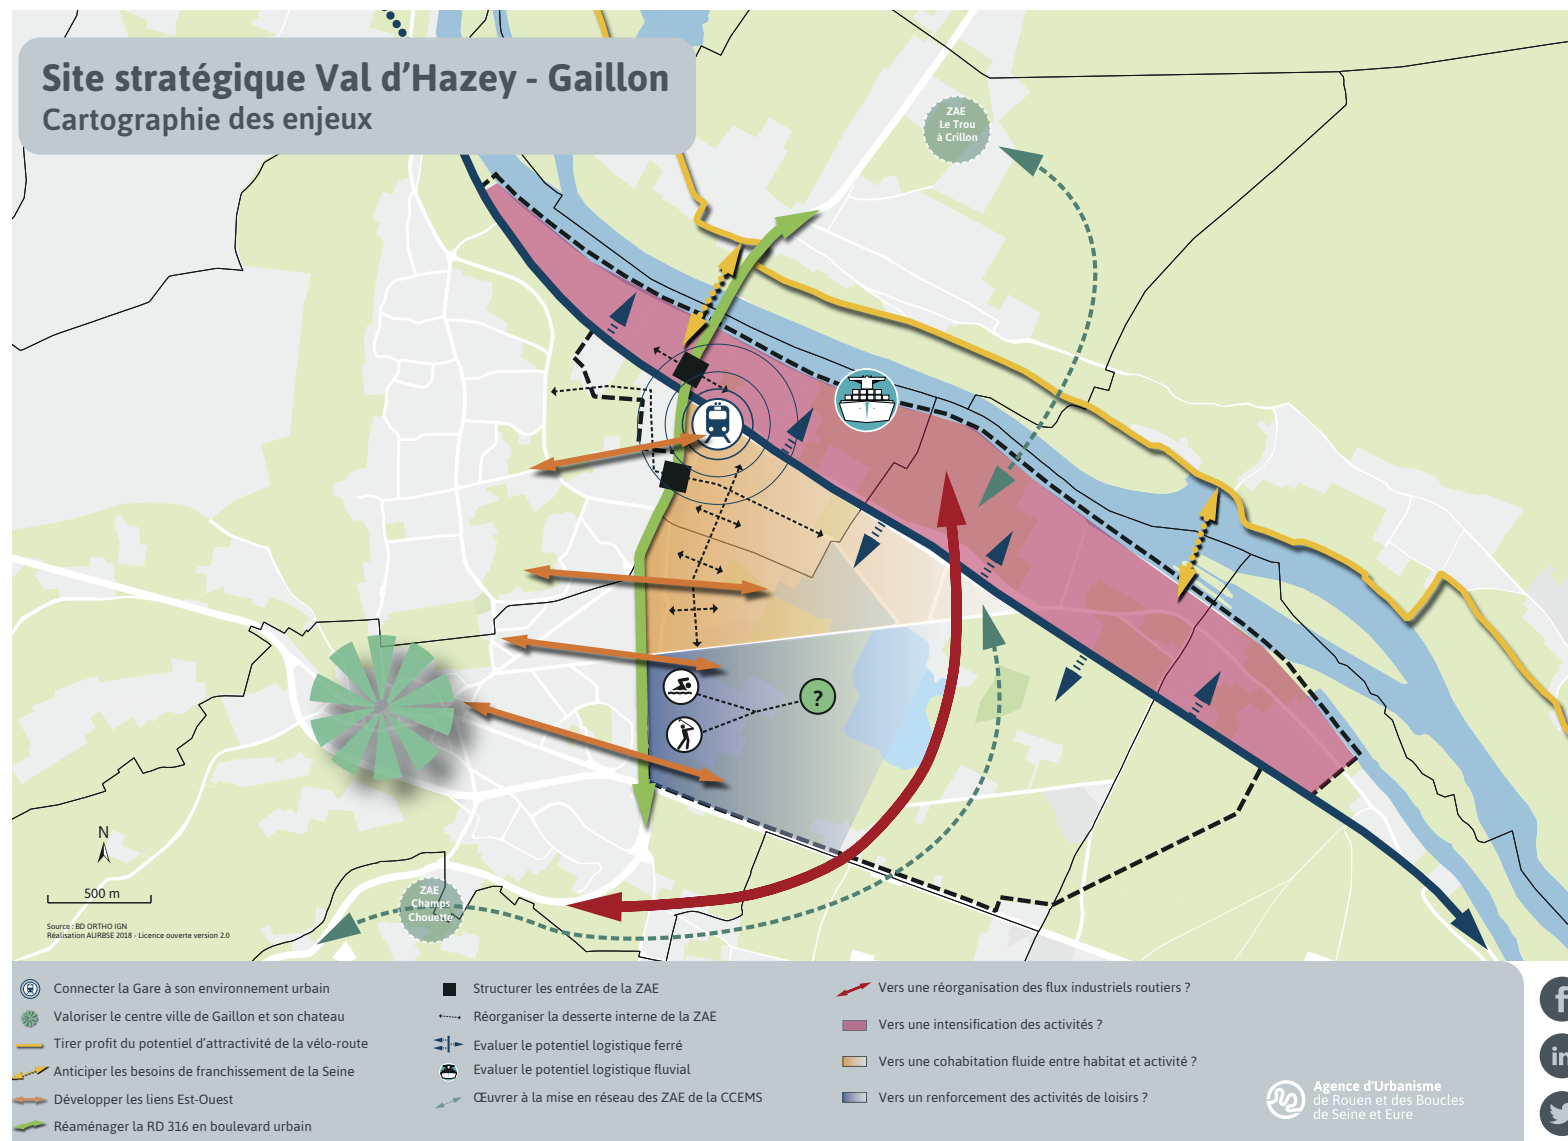 Site stratégique Val d'Hazey - Gaillon
Cartographie des enjeux
ZAE
Le Trou
à Crillon
?
N
500 m
ZAE
Champs
Chouette
Source : BD ORTHO IGN
Réalisation AURBSE 2018 - Licence ouverte version 2.0
Connecter la Gare à son environnement urbain
Valoriser le centre ville de Gaillon et son chateau
Tirer profit du potentiel d'attractivité de la vélo-route
Anticiper les besoins de franchissement de la Seine
Développer les liens Est-Ouest
Réaménager la RD 316 en boulevard urbain
Structurer les entrées de la ZAE
Réorganiser la desserte interne de la ZAE
Evaluer le potentiel logistique ferré
Evaluer le potentiel logistique fluvial
Œuvrer à la mise en réseau des ZAE de la CCEMS
Vers une réorganisation des flux industriels routiers ?
Vers une intensification des activités ?
Vers une cohabitation fluide entre habitat et activité ?
Vers un renforcement des activités de loisirs ?
Agence d'Urbanisme
de Rouen et des Boucles
de Seine et Eure
f
in